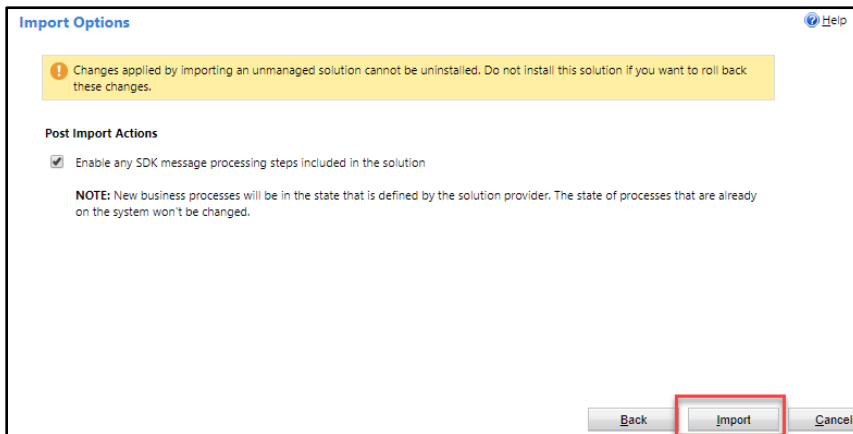 Import Options
Help
Changes applied by importing an unmanaged solution cannot be uninstalled. Do not install this solution if you want to roll back
these changes.
Post Import Actions
Enable any SDK message processing steps included in the solution
NOTE: New business processes will be in the state that is defined by the solution provider. The state of processes that are already
on the system won't be changed.
Back
Import
Cancel